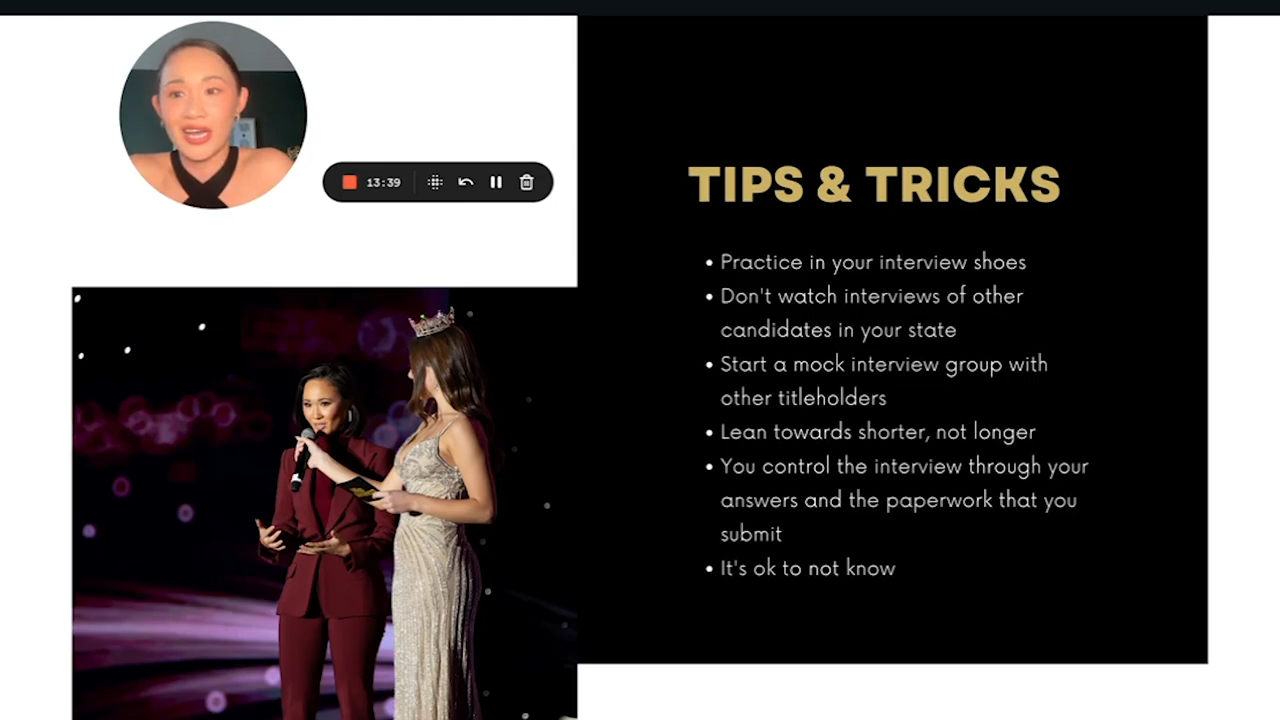 13:39
TIPS & TRICKS
• Practice in your interview shoes
• Don't watch interviews of other
candidates in your state
• Start a mock interview group with
other titleholders
• Lean towards shorter, not longer
• You control the interview through your
answers and the paperwork that you
submit
• It's ok to not know